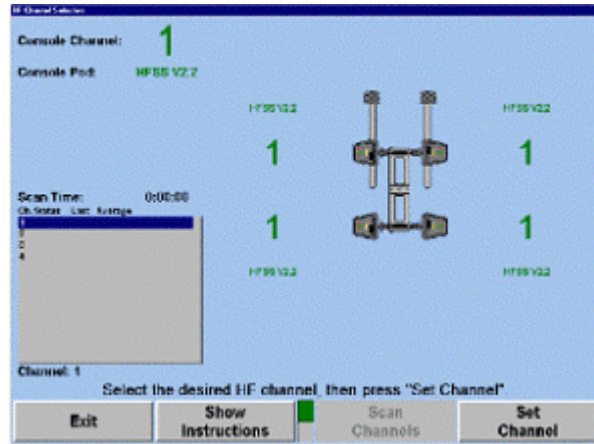 HF Channel Selection
Console Channel: 1
Console Pod: HFSS V2.2
HFSS V2.2 HFSS V2.2
1 1
Scan Time: 0:00:00
Ch. Status Last Average
1
2
3
4
1 1
HFSS V2.2 HFSS V2.2
Channel: 1
Select the desired HF channel, then press "Set Channel"
Exit
Show Instructions
Scan Channels
Set Channel